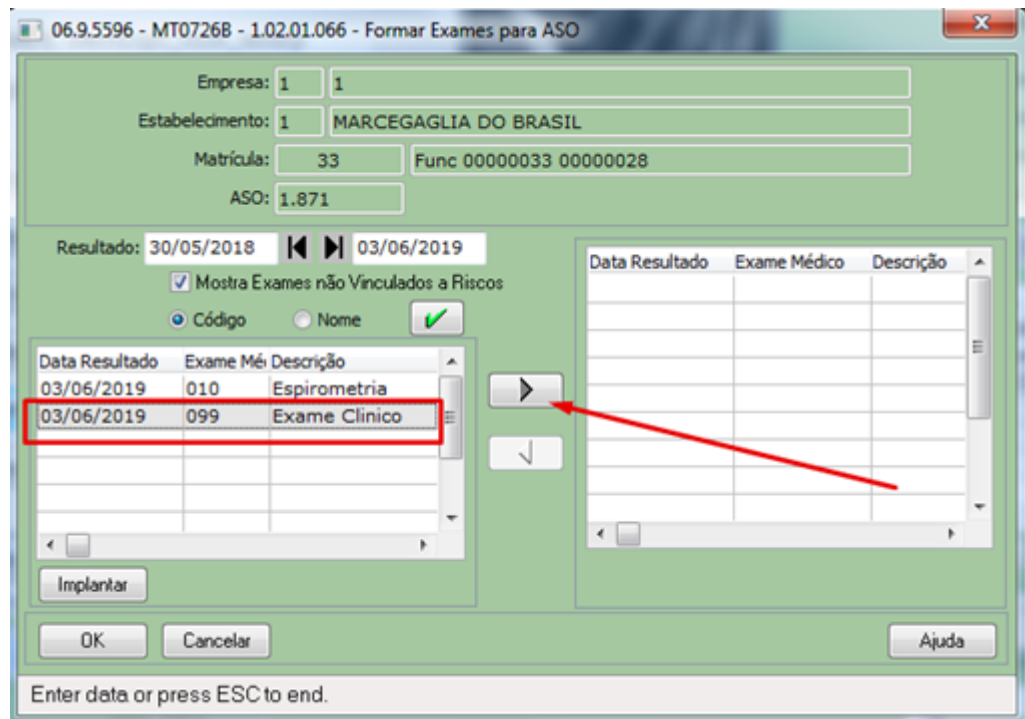 06.9.5596 - MT0726B - 1.02.01.066 - Formar Exames para ASO
Empresa: 1 1
Estabelecimento: 1 MARCEGAGLIA DO BRASIL
Matrícula: 33 Func 00000033 00000028
ASO: 1.871
Resultado: 30/05/2018 03/06/2019
Mostra Exames não Vinculados a Riscos
Código Nome
Data Resultado Exame Mé Descrição
03/06/2019 010 Espirometria
03/06/2019 099 Exame Clinico
Implantar
Data Resultado Exame Médico Descrição
OK Cancelar Ajuda
Enter data or press ESC to end.